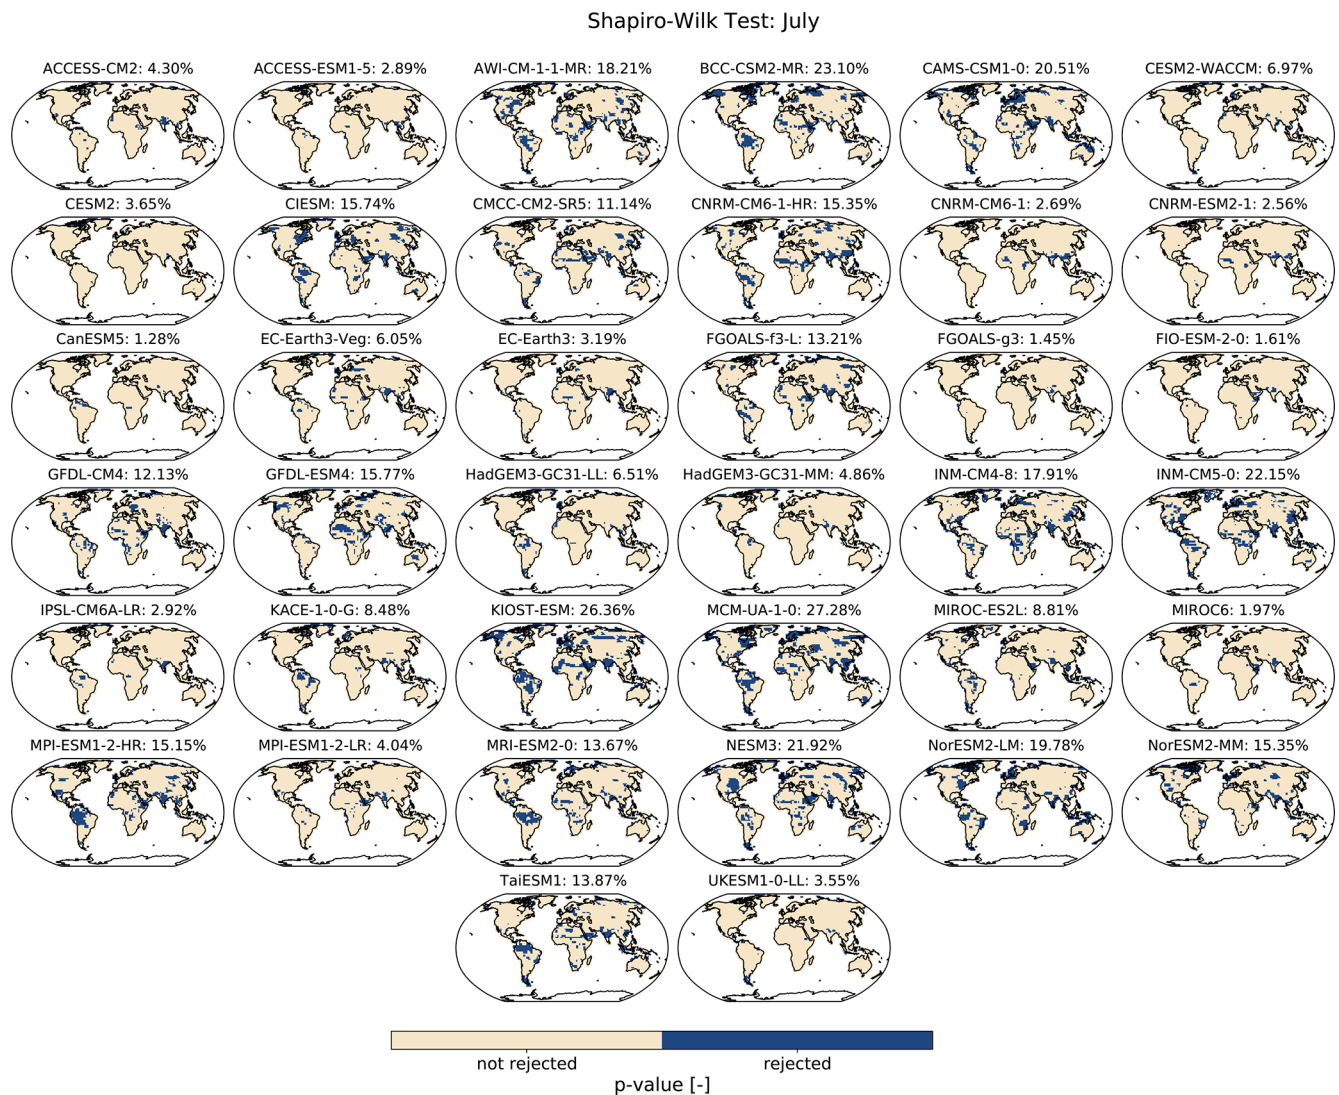 Shapiro-Wilk Test: July
ACCESS-CM2: 4.30%
ACCESS-ESM1-5: 2.89%
AWI-CM-1-1-MR: 18.21%
BCC-CSM2-MR: 23.10%
CAMS-CSM1-0: 20.51%
CESM2-WACCM: 6.97%
CESM2: 3.65%
CIESM: 15.74%
CMCC-CM2-SR5: 11.14%
CNRM-CM6-1-HR: 15.35%
CNRM-CM6-1: 2.69%
CNRM-ESM2-1: 2.56%
CanESM5: 1.28%
EC-Earth3-Veg: 6.05%
EC-Earth3: 3.19%
FGOALS-f3-L: 13.21%
FGOALS-g3: 1.45%
FIO-ESM-2-0: 1.61%
GFDL-CM4: 12.13%
GFDL-ESM4: 15.77%
HadGEM3-GC31-LL: 6.51%
HadGEM3-GC31-MM: 4.86%
INM-CM4-8: 17.91%
INM-CM5-0: 22.15%
IPSL-CM6A-LR: 2.92%
KACE-1-0-G: 8.48%
KIOST-ESM: 26.36%
MCM-UA-1-0: 27.28%
MIROC-ES2L: 8.81%
MIROC6: 1.97%
MPI-ESM1-2-HR: 15.15%
MPI-ESM1-2-LR: 4.04%
MRI-ESM2-0: 13.67%
NESM3: 21.92%
NorESM2-LM: 19.78%
NorESM2-MM: 15.35%
TaiESM1: 13.87%
UKESM1-0-LL: 3.55%
not rejected
rejected
p-value [-]